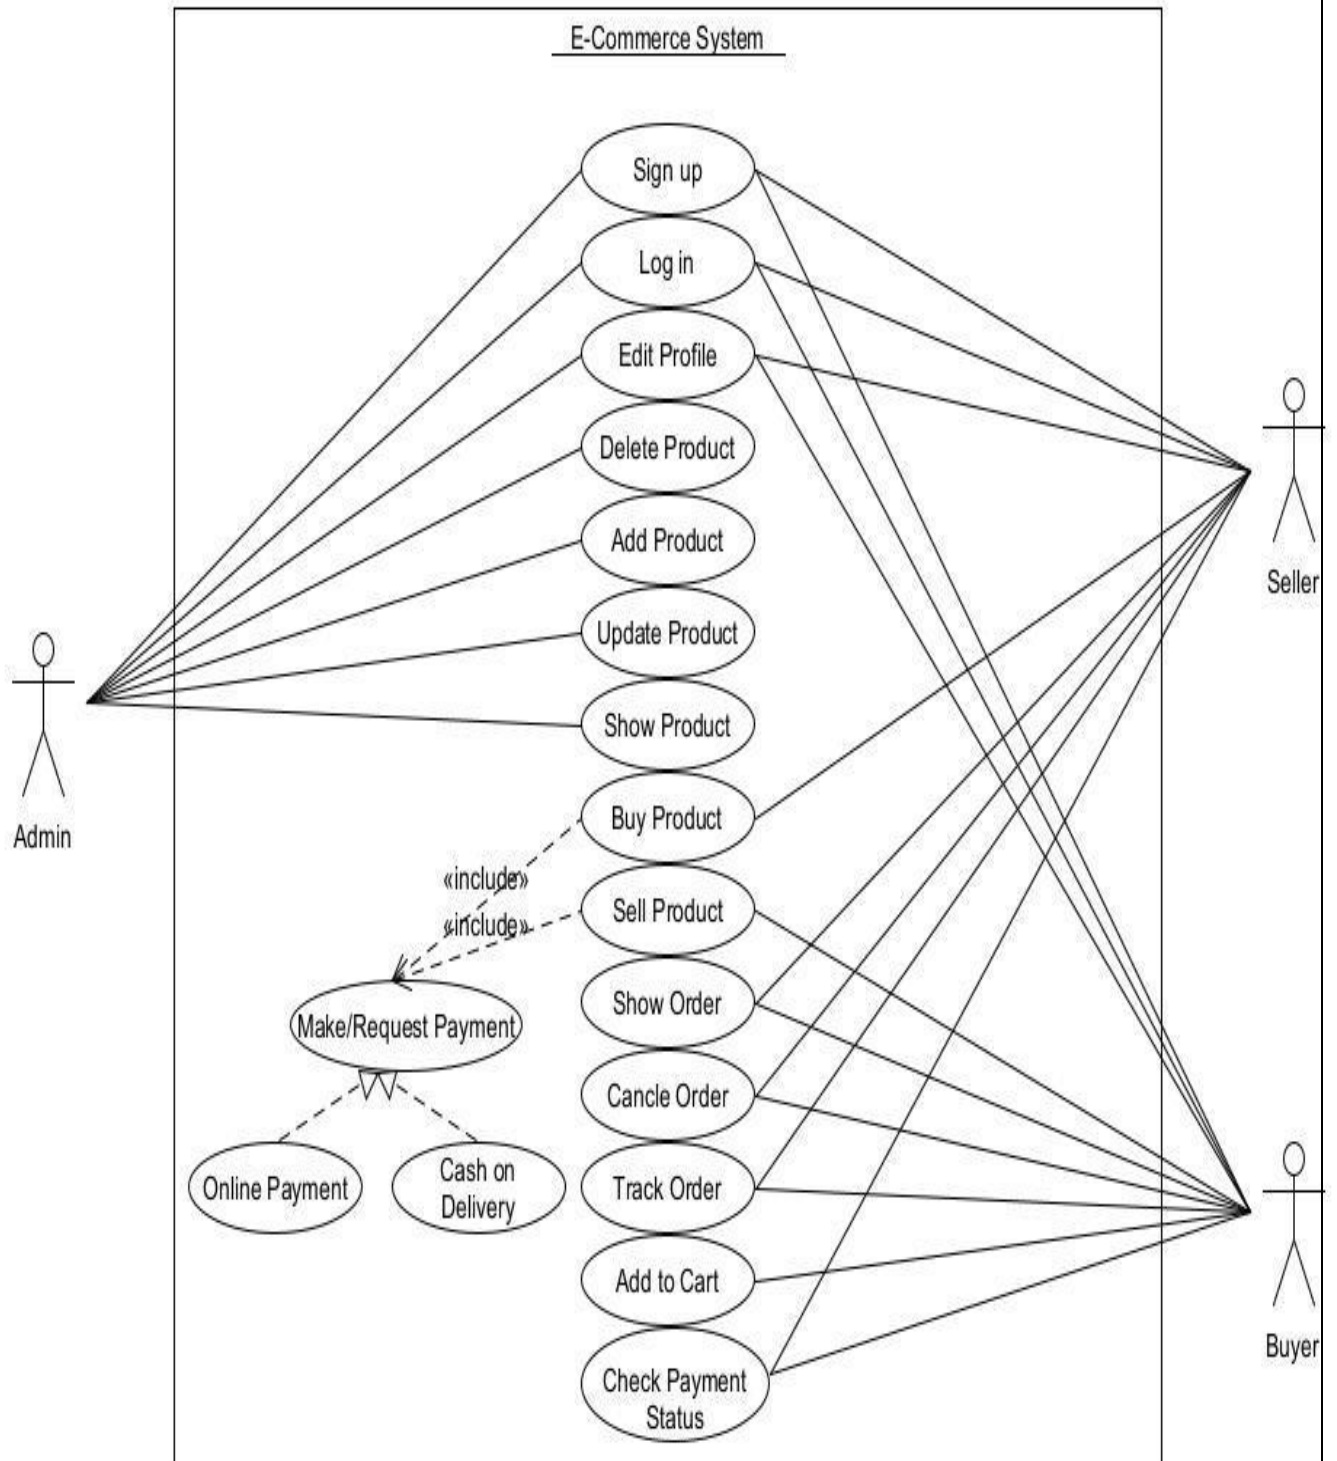 E-Commerce System
Sign up
Log in
Edit Profile
Delete Product
Add Product
Update Product
Show Product
Buy Product
Sell Product
Show Order
Cancle Order
Track Order
Add to Cart
Check Payment
Status
«include»
«include»
Make/Request Payment
Online Payment
Cash on
Delivery
Admin
Seller
Buyer